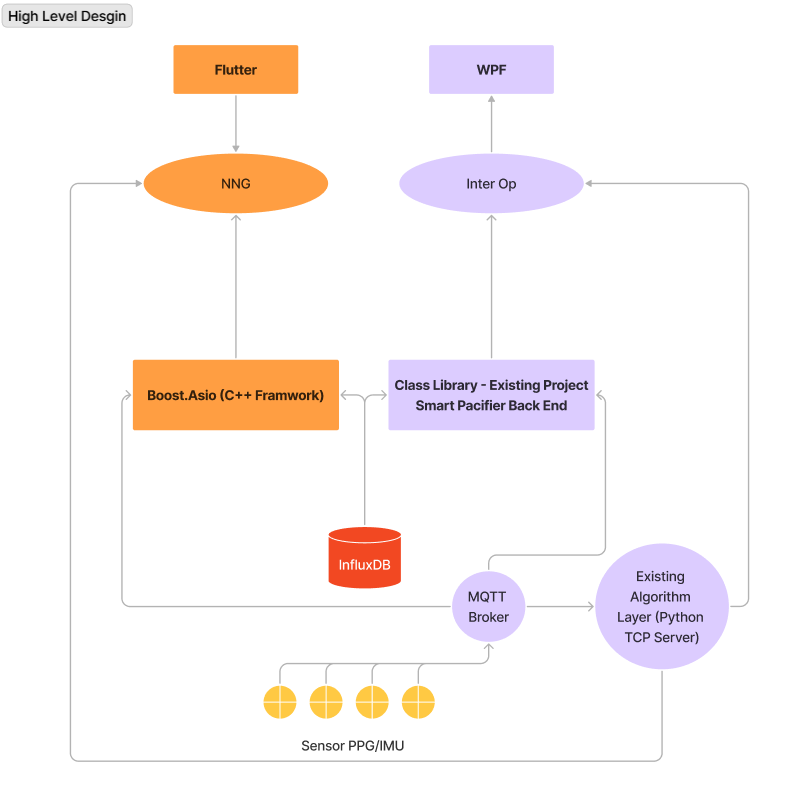 High Level Desgin
Flutter
WPF
NNG
Inter Op
Boost.Asio (C++ Framwork)
Class Library - Existing Project
Smart Pacifier Back End
InfluxDB
MQTT
Broker
Existing
Algorithm
Layer (Python
TCP Server)
Sensor PPG/IMU